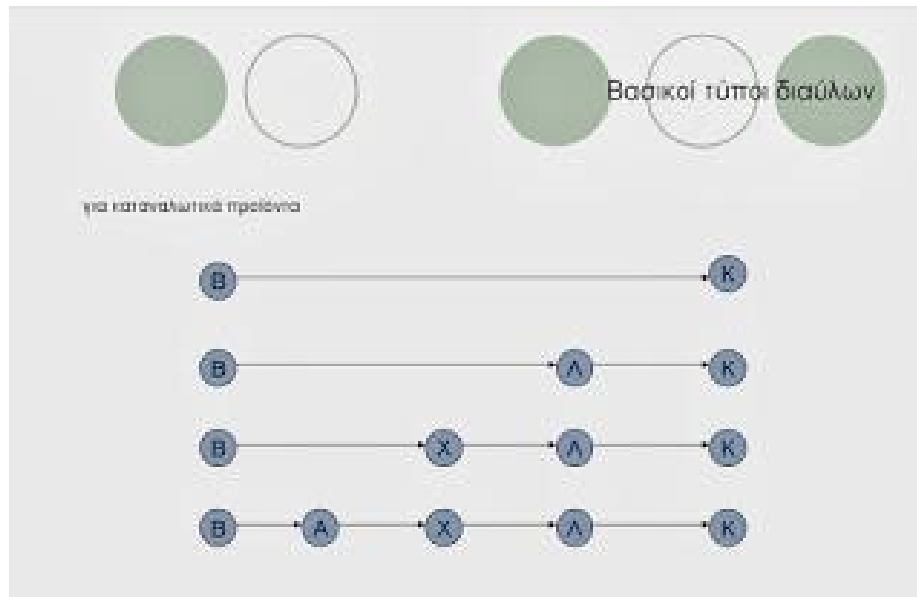 Βασικοί τύποι διαύλων
για καταναλωτικά προϊόντα
Β Κ
Β Λ Κ
Β Χ Λ Κ
Β Α Χ Λ Κ